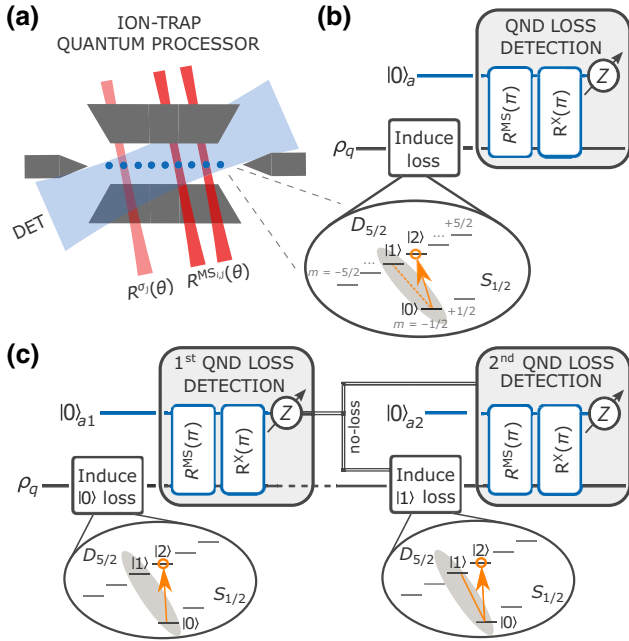 (a)
ION-TRAP
QUANTUM PROCESSOR
DET
R^σj(θ)
R^MSi,j(θ)
(b)
QND LOSS
DETECTION
|0⟩a
R^MS(π)
R^X(π)
Z
ρq
Induce
loss
D5/2
|2⟩
... +5/2
|1⟩
...
m = −5/2
S1/2
|0⟩
+1/2
m = −1/2
(c)
1st QND LOSS
DETECTION
|0⟩a1
R^MS(π)
R^X(π)
Z
no-loss
2nd QND LOSS
DETECTION
|0⟩a2
R^MS(π)
R^X(π)
Z
ρq
Induce
|0⟩ loss
Induce
|1⟩ loss
D5/2
|1⟩
|2⟩
S1/2
|0⟩
D5/2
|1⟩
|2⟩
S1/2
|0⟩